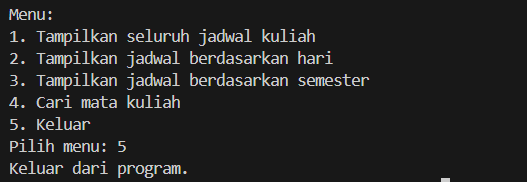 Menu:
1. Tampilkan seluruh jadwal kuliah
2. Tampilkan jadwal berdasarkan hari
3. Tampilkan jadwal berdasarkan semester
4. Cari mata kuliah
5. Keluar
Pilih menu: 5
Keluar dari program.